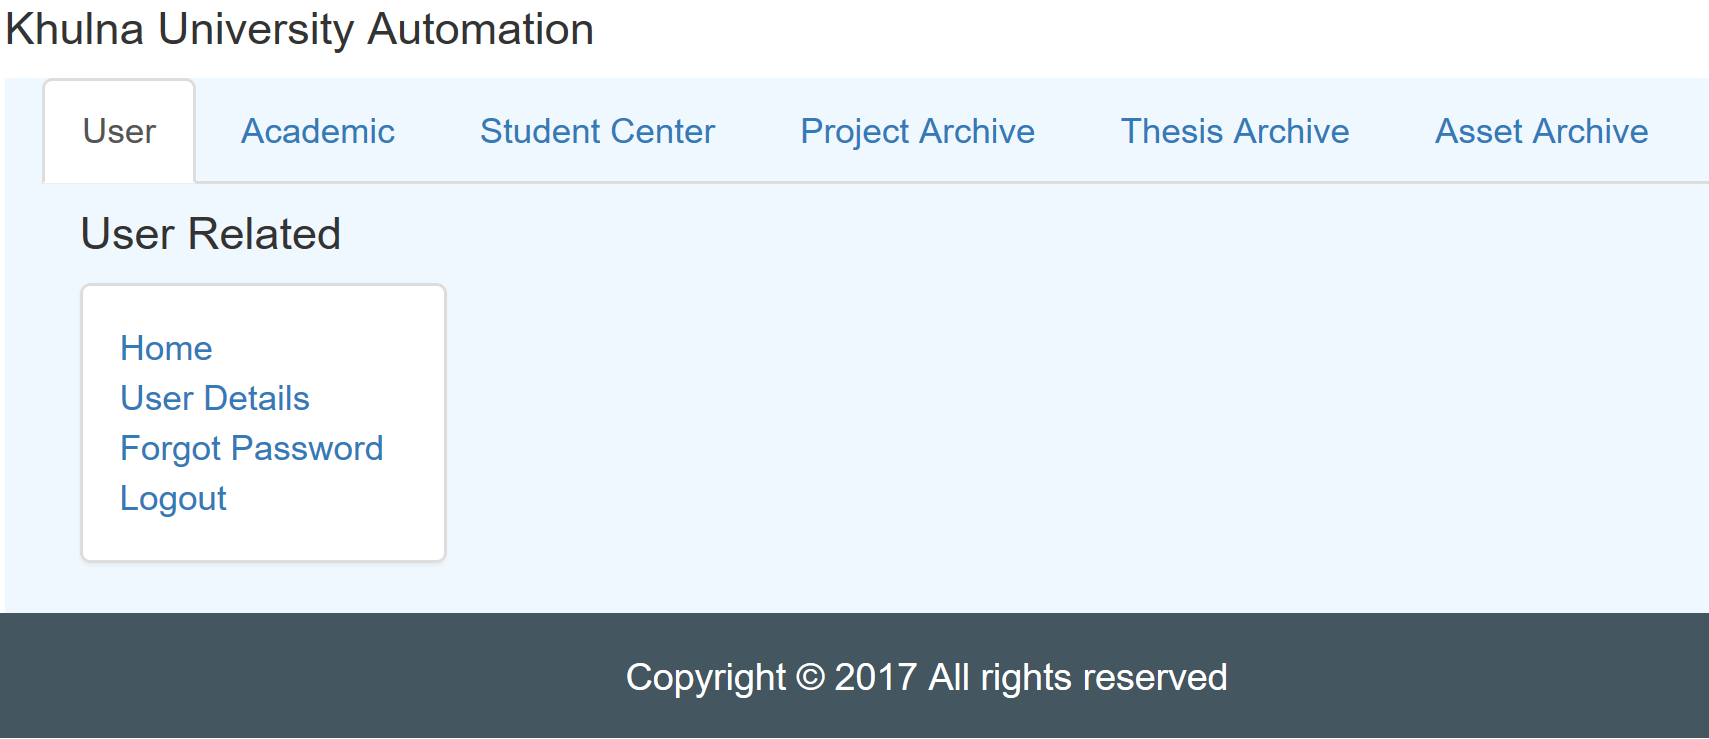 Khulna University Automation
User Academic Student Center Project Archive Thesis Archive Asset Archive
User Related
Home
User Details
Forgot Password
Logout
Copyright © 2017 All rights reserved